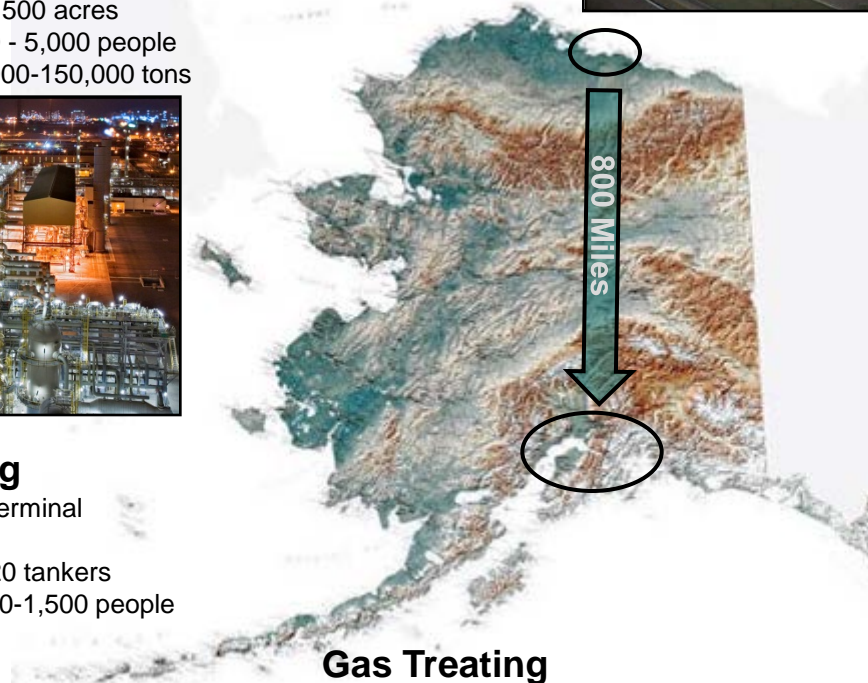 500 acres
- 5,000 people
00-150,000 tons
800 Miles
g
erminal
20 tankers
0-1,500 people
Gas Treating